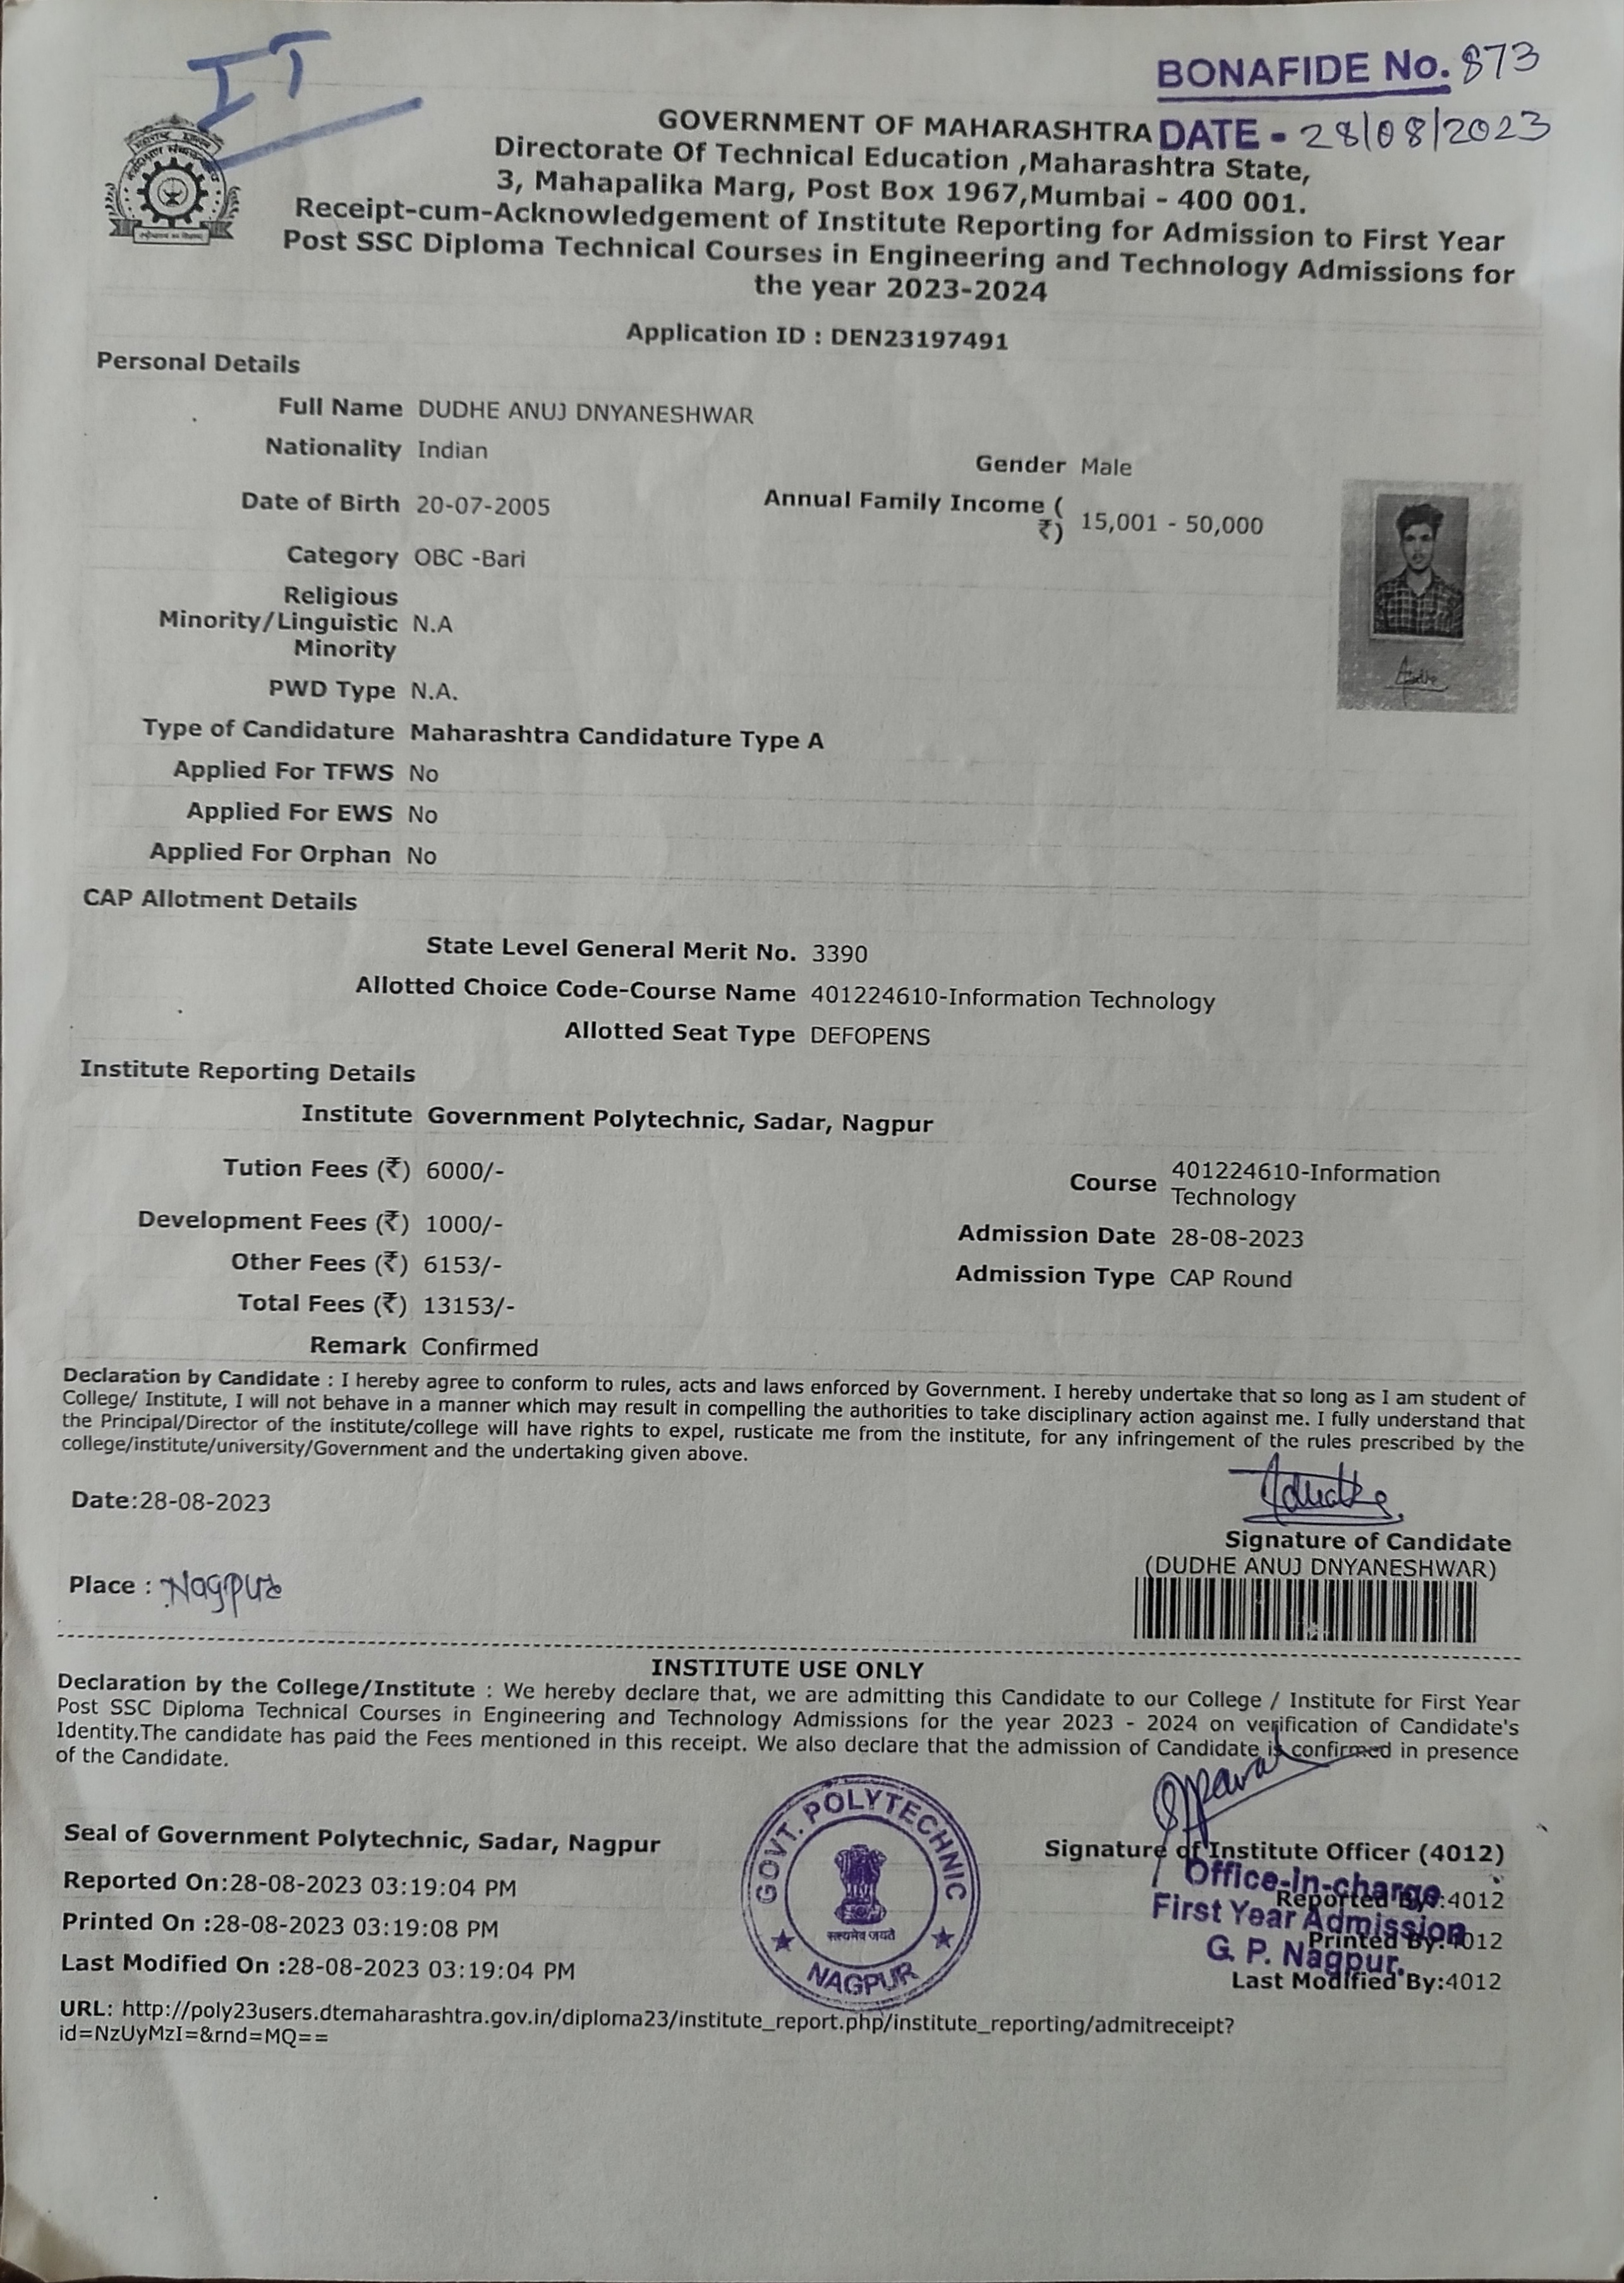 IT
BONAFIDE No. 873
GOVERNMENT OF MAHARASHTRA DATE - 28/08/2023
Directorate Of Technical Education ,Maharashtra State,
3, Mahapalika Marg, Post Box 1967,Mumbai - 400 001.
Receipt-cum-Acknowledgement of Institute Reporting for Admission to First Year
Post SSC Diploma Technical Courses in Engineering and Technology Admissions for
the year 2023-2024
Application ID : DEN23197491
Personal Details
Full Name DUDHE ANUJ DNYANESHWAR
Nationality Indian
Gender Male
Date of Birth 20-07-2005
Annual Family Income (
₹) 15,001 - 50,000
Category OBC -Bari
Religious
Minority/Linguistic N.A
Minority
PWD Type N.A.
Type of Candidature Maharashtra Candidature Type A
Applied For TFWS No
Applied For EWS No
Applied For Orphan No
CAP Allotment Details
State Level General Merit No. 3390
Allotted Choice Code-Course Name 401224610-Information Technology
Allotted Seat Type DEFOPENS
Institute Reporting Details
Institute Government Polytechnic, Sadar, Nagpur
Tution Fees (₹) 6000/-
Course 401224610-Information
Technology
Development Fees (₹) 1000/-
Admission Date 28-08-2023
Other Fees (₹) 6153/-
Admission Type CAP Round
Total Fees (₹) 13153/-
Remark Confirmed
Declaration by Candidate : I hereby agree to conform to rules, acts and laws enforced by Government. I hereby undertake that so long as I am student of
College/ Institute, I will not behave in a manner which may result in compelling the authorities to take disciplinary action against me. I fully understand that
the Principal/Director of the institute/college will have rights to expel, rusticate me from the institute, for any infringement of the rules prescribed by the
college/institute/university/Government and the undertaking given above.
Date:28-08-2023
Signature of Candidate
(DUDHE ANUJ DNYANESHWAR)
Place : Nagpur
INSTITUTE USE ONLY
Declaration by the College/Institute : We hereby declare that, we are admitting this Candidate to our College / Institute for First Year
Post SSC Diploma Technical Courses in Engineering and Technology Admissions for the year 2023 - 2024 on verification of Candidate's
Identity.The candidate has paid the Fees mentioned in this receipt. We also declare that the admission of Candidate is confirmed in presence
of the Candidate.
Seal of Government Polytechnic, Sadar, Nagpur
GOVT. POLYTECHNIC
सत्यमेव जयते
NAGPUR
Signature of Institute Officer (4012)
Office-In-charge
Reported On:28-08-2023 03:19:04 PM
Reported By:4012
First Year Admission
Printed On :28-08-2023 03:19:08 PM
Printed By:4012
G. P. Nagpur.
Last Modified On :28-08-2023 03:19:04 PM
Last Modified By:4012
URL: http://poly23users.dtemaharashtra.gov.in/diploma23/institute_report.php/institute_reporting/admitreceipt?
id=NzUyMzI=&rnd=MQ==